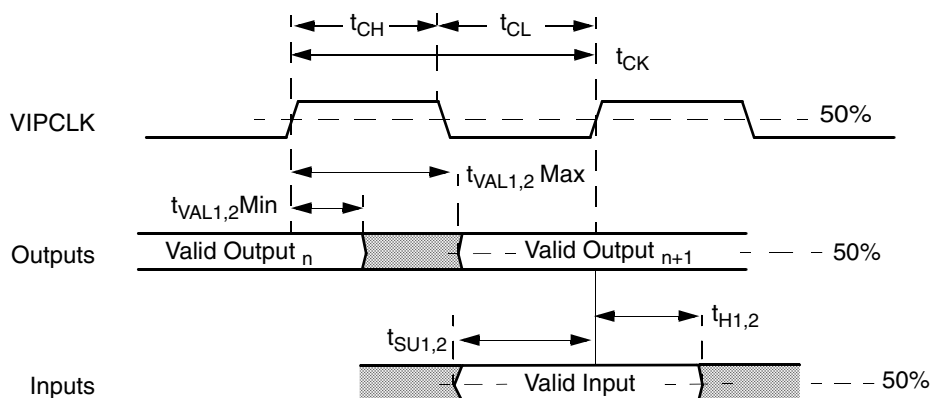 tCH tCL
tCK
VIPCLK 50%
tVAL1,2 Max
tVAL1,2Min
Valid Output n Valid Output n+1
Outputs 50%
tH1,2
tSU1,2
Inputs Valid Input 50%